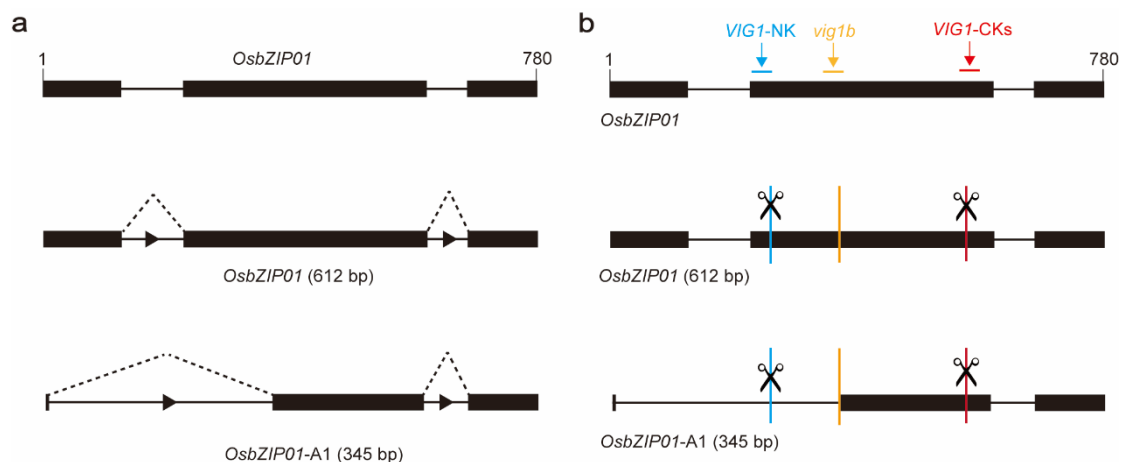 a
1 OsbZIP01 780
OsbZIP01 (612 bp)
OsbZIP01-A1 (345 bp)
b
VIG1-NK vig1b VIG1-CKs
1 780
OsbZIP01
OsbZIP01 (612 bp)
OsbZIP01-A1 (345 bp)